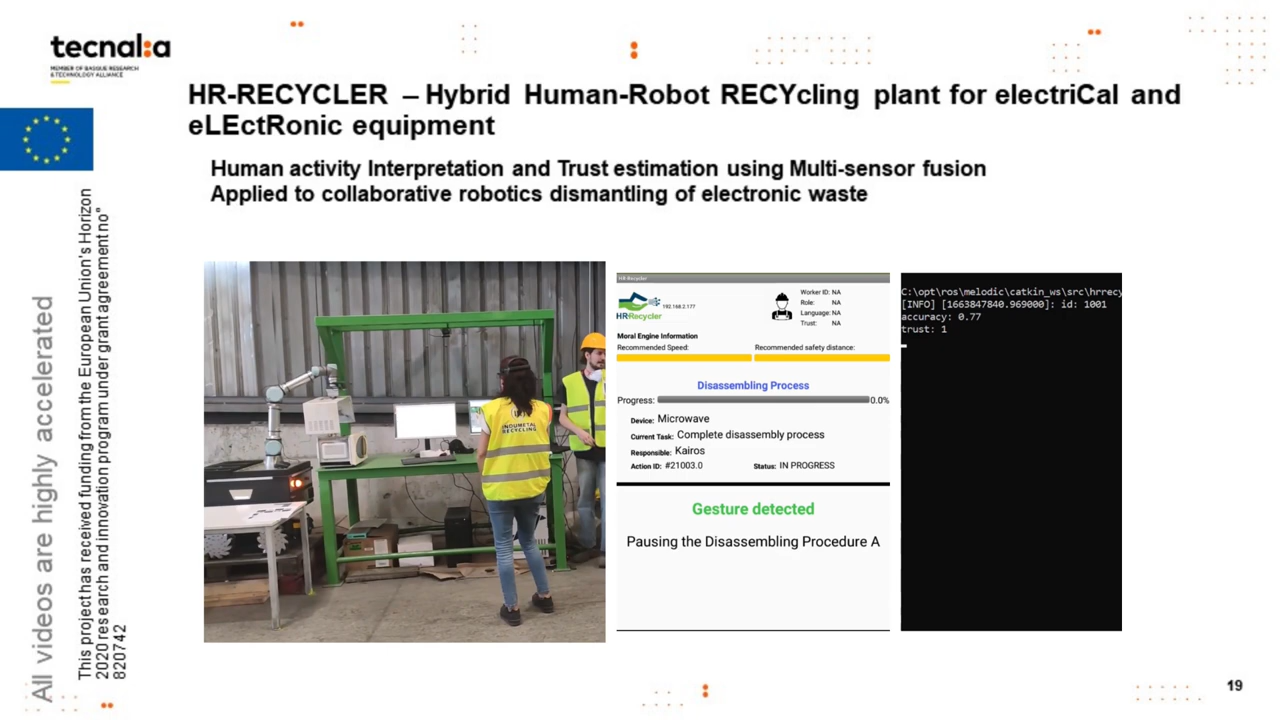 tecnal:a
MEMBER OF BASQUE RESEARCH
& TECHNOLOGY ALLIANCE
HR-RECYCLER – Hybrid Human-Robot RECYcling plant for electriCal and
eLEctRonic equipment
Human activity Interpretation and Trust estimation using Multi-sensor fusion
Applied to collaborative robotics dismantling of electronic waste
All videos are highly accelerated
This project has received funding from the European Union's Horizon
2020 research and innovation program under grant agreement no°
820742
INDUMETAL
RECYCLING
HR-Recycler
HRRecycler
192.168.2.177
Worker ID: NA
Role: NA
Language: NA
Trust: NA
Moral Engine Information
Recommended Speed:
Recommended safety distance:
Disassembling Process
Progress: 0.0%
Device: Microwave
Current Task: Complete disassembly process
Responsible: Kairos
Action ID: #21003.0 Status: IN PROGRESS
Gesture detected
Pausing the Disassembling Procedure A
C:\opt\ros\melodic\catkin_ws\src\hrrecy
[INFO] [1663847840.969000]: id: 1001
accuracy: 0.77
trust: 1
19